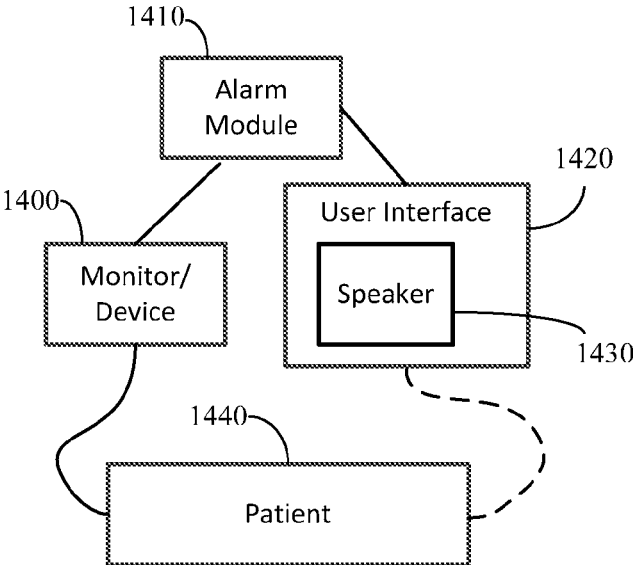 1410
Alarm
Module
1420
1400
User Interface
Monitor/
Device
Speaker
1430
1440
Patient